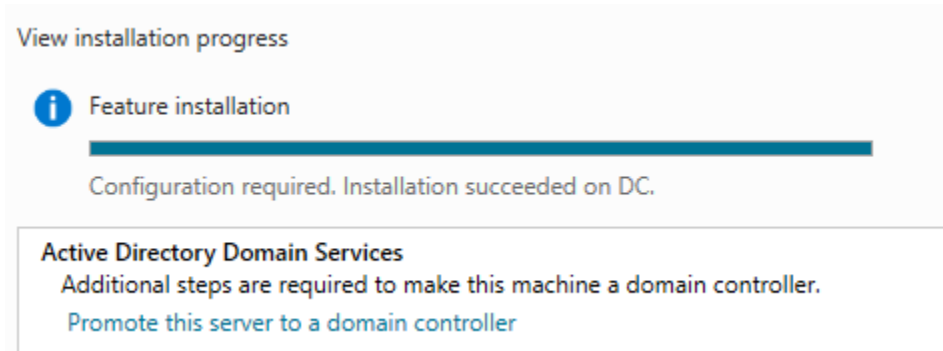 View installation progress
Feature installation
Configuration required. Installation succeeded on DC.
Active Directory Domain Services
Additional steps are required to make this machine a domain controller.
Promote this server to a domain controller